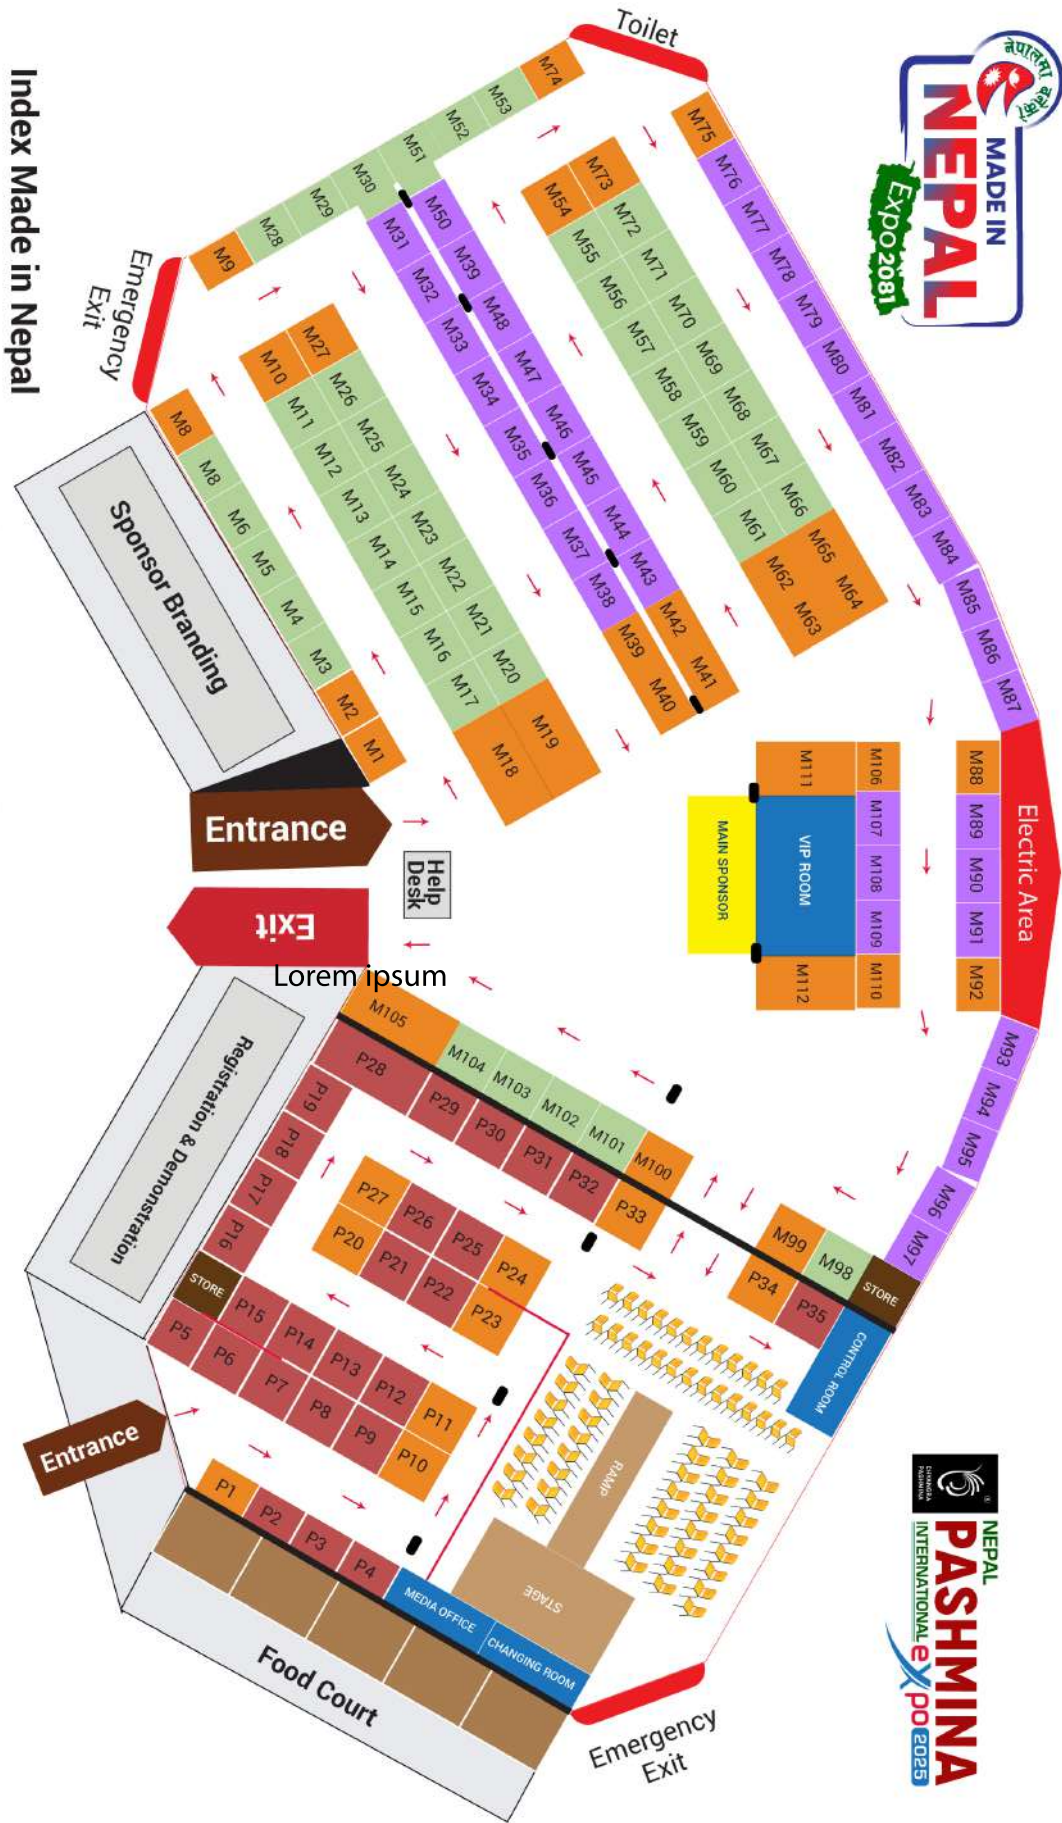 Index Made in Nepal
नेपालमा बनेको
MADE IN
NEPAL
Expo 2081
Toilet
M74
M53
M52
M51
M30
M29
M28
M9
Emergency
Exit
M75
M76
M77
M78
M79
M80
M81
M82
M83
M84
M85
M86
M87
M73
M72
M71
M70
M69
M68
M67
M66
M65
M64
M54
M55
M56
M57
M58
M59
M60
M61
M62
M63
M50
M39
M48
M47
M46
M45
M44
M43
M42
M41
M31
M32
M33
M34
M35
M36
M37
M38
M39
M40
M27
M26
M25
M24
M23
M22
M21
M20
M19
M10
M11
M12
M13
M14
M15
M16
M17
M18
M8
M8
M6
M5
M4
M3
M2
M1
Sponsor Branding
Entrance
Help
Desk
Exit
Lorem ipsum
Electric Area
M88
M89
M90
M91
M92
M106
M107
M108
M109
M110
M111
VIP ROOM
M112
MAIN SPONSOR
M93
M94
M95
M96
M97
STORE
M98
M99
CONTROL ROOM
P35
P34
M105
M104
M103
M102
M101
M100
P28
P29
P30
P31
P32
P33
P19
P18
P17
P16
STORE
P27
P26
P25
P24
P20
P21
P22
P23
P15
P14
P13
P12
P11
P5
P6
P7
P8
P9
P10
P1
P2
P3
P4
MEDIA OFFICE
CHANGING ROOM
RAMP
STAGE
Registration & Demonstration
Entrance
Food Court
Emergency
Exit
CHYANGRA
PASHMINA
®
NEPAL
PASHMINA
INTERNATIONAL eXpo 2025